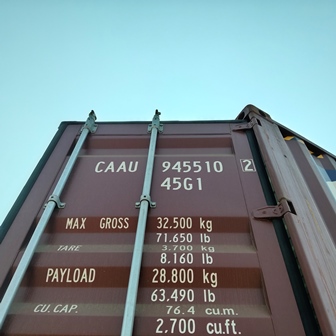 CAAU 945510 2
45G1
MAX GROSS 32.500 kg
71.650 lb
TARE 3.700 kg
8.160 lb
PAYLOAD 28.800 kg
63.490 lb
CU. CAP. 76.4 cu.m.
2.700 cu.ft.